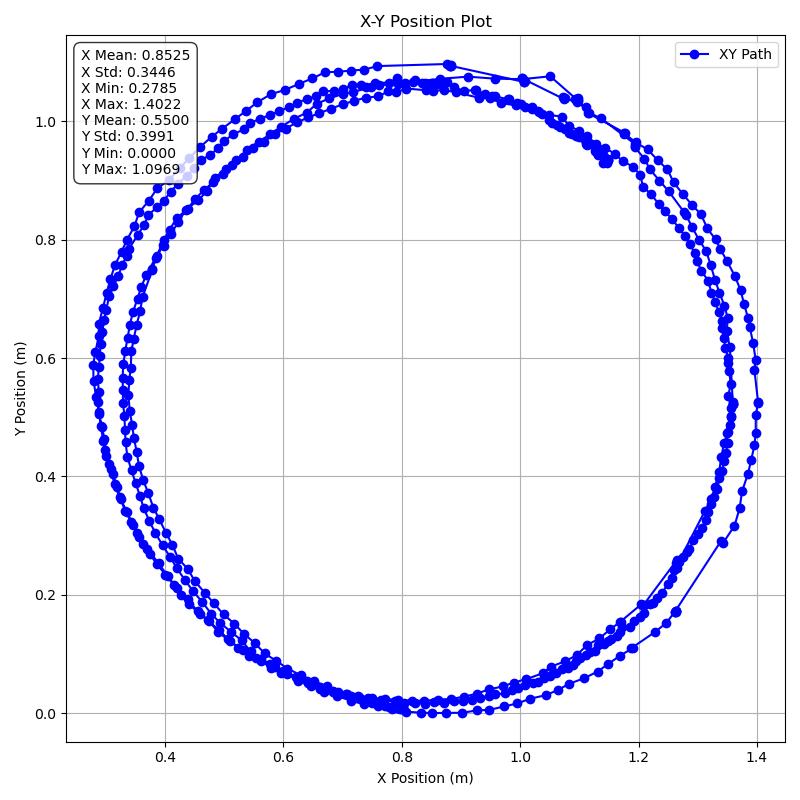 X-Y Position Plot
X Mean: 0.8525
X Std: 0.3446
X Min: 0.2785
X Max: 1.4022
Y Mean: 0.5500
Y Std: 0.3991
Y Min: 0.0000
Y Max: 1.0969
XY Path
Y Position (m)
1.0
0.8
0.6
0.4
0.2
0.0
0.4 0.6 0.8 1.0 1.2 1.4
X Position (m)